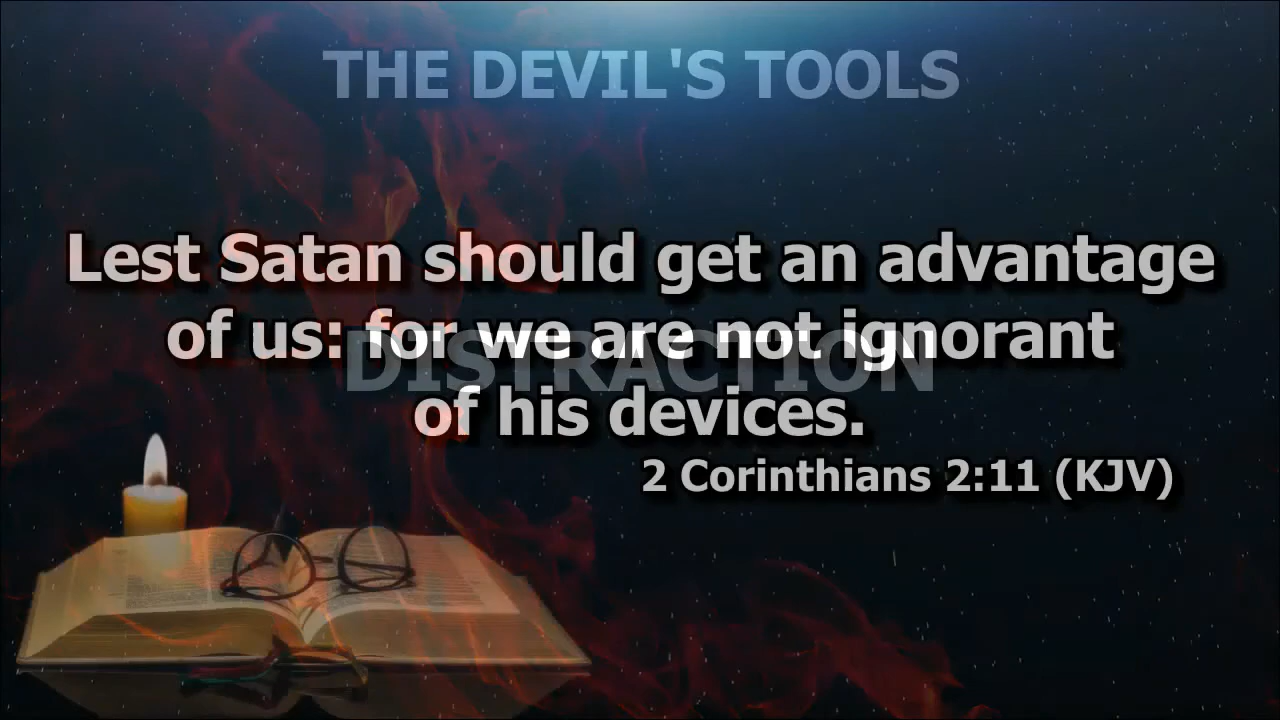 THE DEVIL'S TOOLS
Lest Satan should get an advantage
of us: for we are not ignorant
DISTRACTION
of his devices.
2 Corinthians 2:11 (KJV)